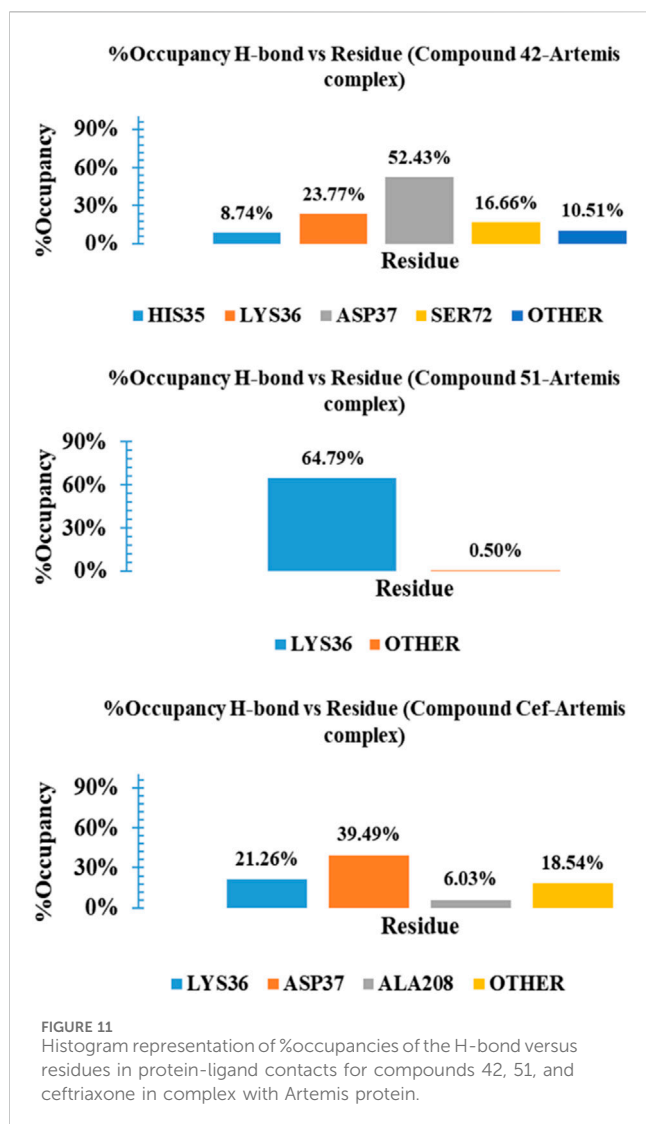 %Occupancy H-bond vs Residue (Compound 42-Artemis
complex)
%Occupancy
90%
60%
30%
0%
8.74%
23.77%
52.43%
16.66%
10.51%
Residue
HIS35 LYS36 ASP37 SER72 OTHER
%Occupancy H-bond vs Residue (Compound 51-Artemis
complex)
%Occupancy
90%
60%
30%
0%
64.79%
0.50%
Residue
LYS36 OTHER
%Occupancy H-bond vs Residue (Compound Cef-Artemis
complex)
%Occupancy
90%
60%
30%
0%
21.26%
39.49%
6.03%
18.54%
Residue
LYS36 ASP37 ALA208 OTHER
FIGURE 11
Histogram representation of %occupancies of the H-bond versus
residues in protein-ligand contacts for compounds 42, 51, and
ceftriaxone in complex with Artemis protein.